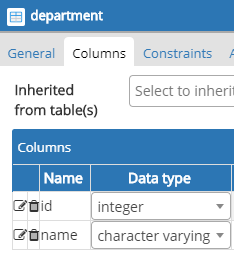 department
General Columns Constraints
Inherited from table(s)
Select to inherit
Columns
Name Data type
id integer
name character varying